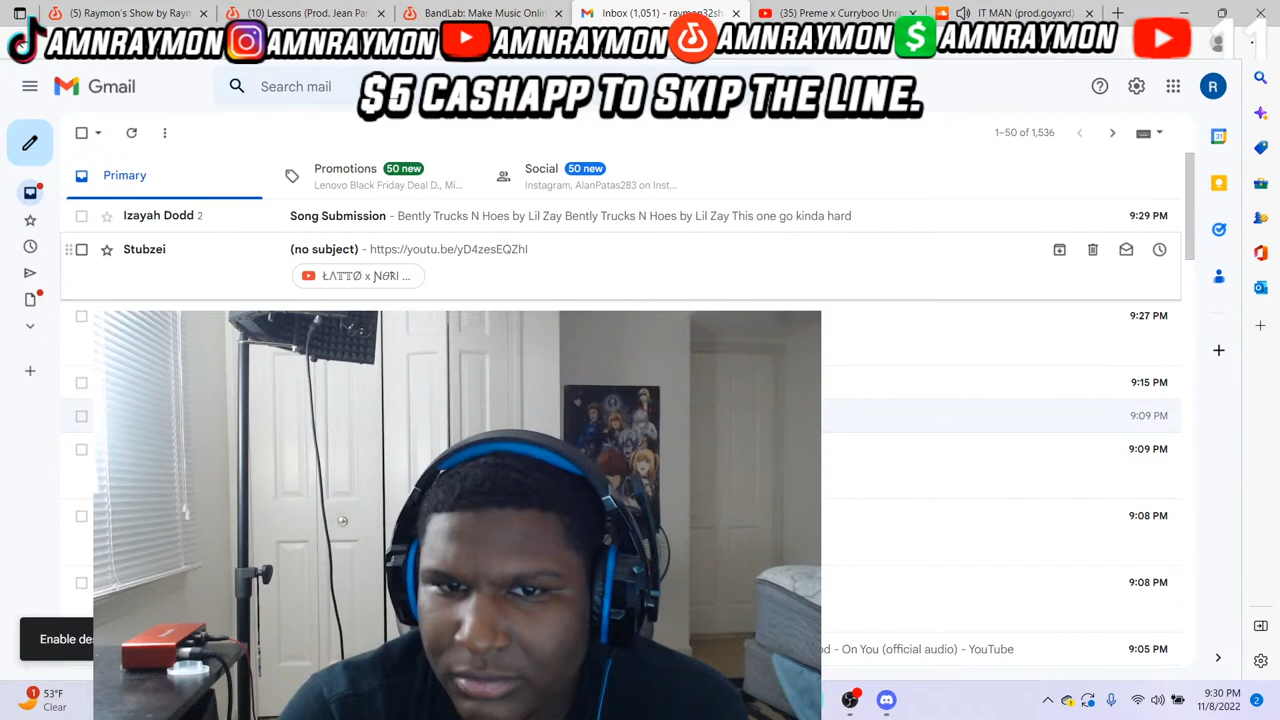 (5) Raymon's Show by Raym
(10) Lessons (Prod. Jean Par
BandLab: Make Music Onlin
Inbox (1,051) - raymon32sh
(35) Preme x Curryboy Un
IT MAN (prod.goyxrd)
AMNRAYMON AMNRAYMON AMNRAYMON AMNRAYMON $ AMNRAYMON 11
$5 CASHAPP TO SKIP THE LINE.
Gmail
Search mail
R
1–50 of 1,536
Primary
Promotions 50 new
Lenovo Black Friday Deal D., Mi...
Social 50 new
Instagram, AlanPatas283 on Inst...
Izayah Dodd 2 Song Submission - Bently Trucks N Hoes by Lil Zay Bently Trucks N Hoes by Lil Zay This one go kinda hard 9:29 PM
Stubzei (no subject) - https://youtu.be/yD4zesEQZhI
9:27 PM
9:15 PM
9:09 PM
9:09 PM
9:08 PM
9:08 PM
Enable de
d - On You (official audio) - YouTube 9:05 PM
53°F
Clear
9:30 PM
11/8/2022